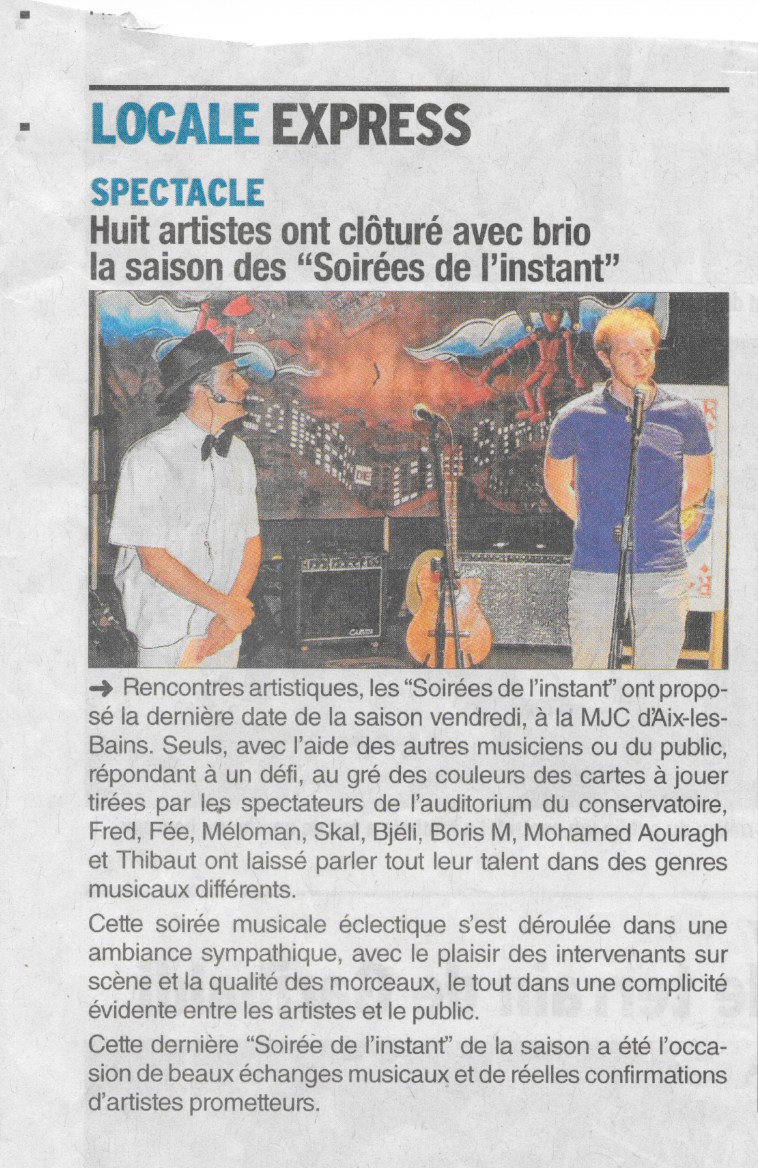 LOCALE EXPRESS
SPECTACLE
Huit artistes ont clôturé avec brio
la saison des “Soirées de l’instant”
SOIRÉE
DE
➜ Rencontres artistiques, les “Soirées de l’instant” ont propo-
sé la dernière date de la saison vendredi, à la MJC d’Aix-les-
Bains. Seuls, avec l’aide des autres musiciens ou du public,
répondant à un défi, au gré des couleurs des cartes à jouer
tirées par les spectateurs de l’auditorium du conservatoire,
Fred, Fée, Méloman, Skal, Bjéli, Boris M, Mohamed Aouragh
et Thibaut ont laissé parler tout leur talent dans des genres
musicaux différents.
Cette soirée musicale éclectique s’est déroulée dans une
ambiance sympathique, avec le plaisir des intervenants sur
scène et la qualité des morceaux, le tout dans une complicité
évidente entre les artistes et le public.
Cette dernière “Soirée de l’instant” de la saison a été l’occa-
sion de beaux échanges musicaux et de réelles confirmations
d’artistes prometteurs.